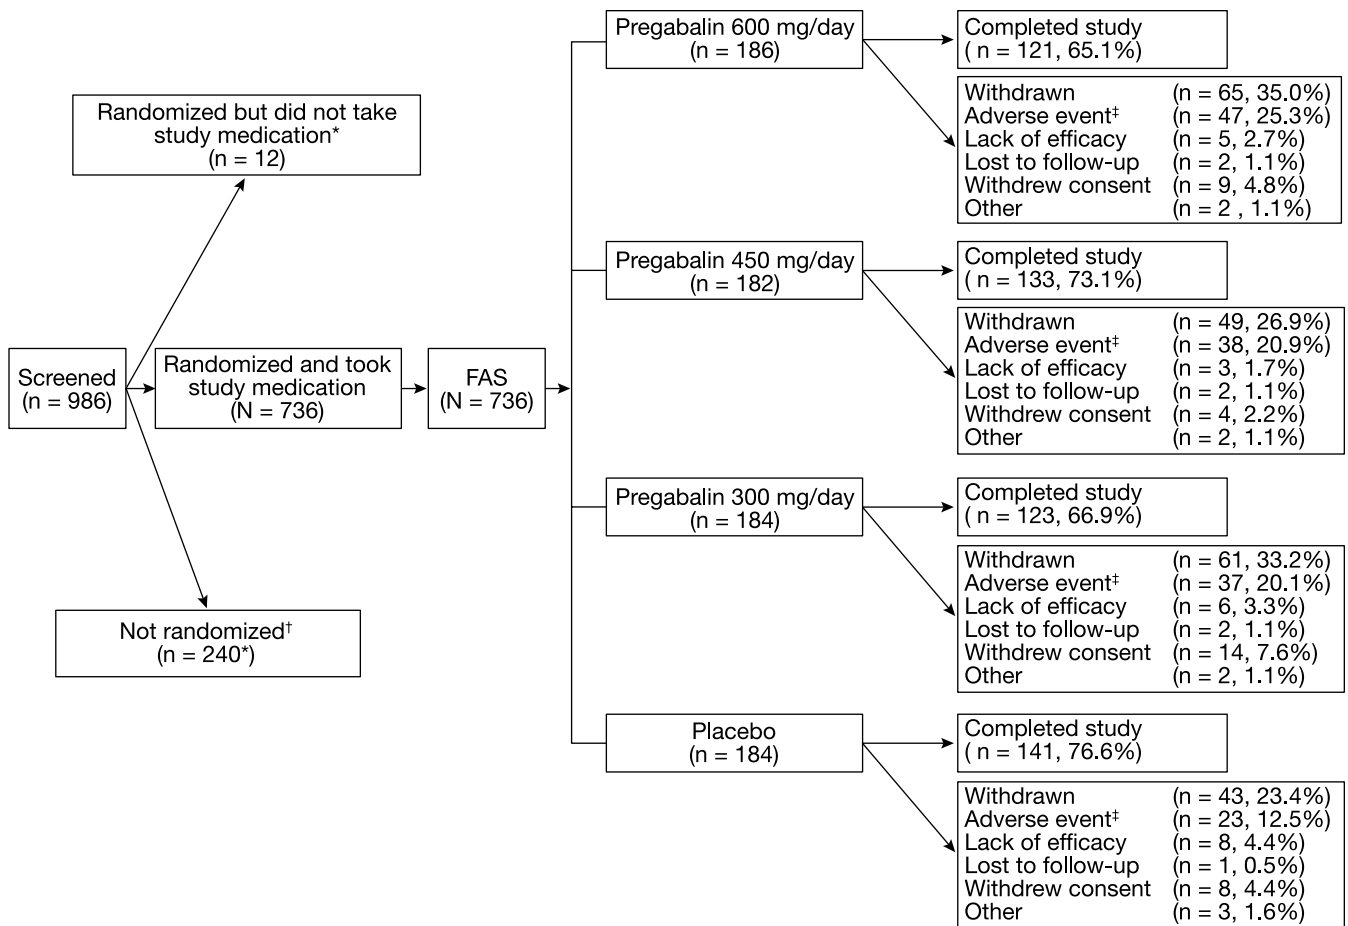 Randomized but did not take
study medication*
(n = 12)
Screened
(n = 986)
Randomized and took
study medication
(N = 736)
FAS
(N = 736)
Not randomized†
(n = 240*)
Pregabalin 600 mg/day
(n = 186)
Completed study
( n = 121, 65.1%)
Withdrawn (n = 65, 35.0%)
Adverse event‡ (n = 47, 25.3%)
Lack of efficacy (n = 5, 2.7%)
Lost to follow-up (n = 2, 1.1%)
Withdrew consent (n = 9, 4.8%)
Other (n = 2 , 1.1%)
Pregabalin 450 mg/day
(n = 182)
Completed study
( n = 133, 73.1%)
Withdrawn (n = 49, 26.9%)
Adverse event‡ (n = 38, 20.9%)
Lack of efficacy (n = 3, 1.7%)
Lost to follow-up (n = 2, 1.1%)
Withdrew consent (n = 4, 2.2%)
Other (n = 2, 1.1%)
Pregabalin 300 mg/day
(n = 184)
Completed study
( n = 123, 66.9%)
Withdrawn (n = 61, 33.2%)
Adverse event‡ (n = 37, 20.1%)
Lack of efficacy (n = 6, 3.3%)
Lost to follow-up (n = 2, 1.1%)
Withdrew consent (n = 14, 7.6%)
Other (n = 2, 1.1%)
Placebo
(n = 184)
Completed study
( n = 141, 76.6%)
Withdrawn (n = 43, 23.4%)
Adverse event‡ (n = 23, 12.5%)
Lack of efficacy (n = 8, 4.4%)
Lost to follow-up (n = 1, 0.5%)
Withdrew consent (n = 8, 4.4%)
Other (n = 3, 1.6%)